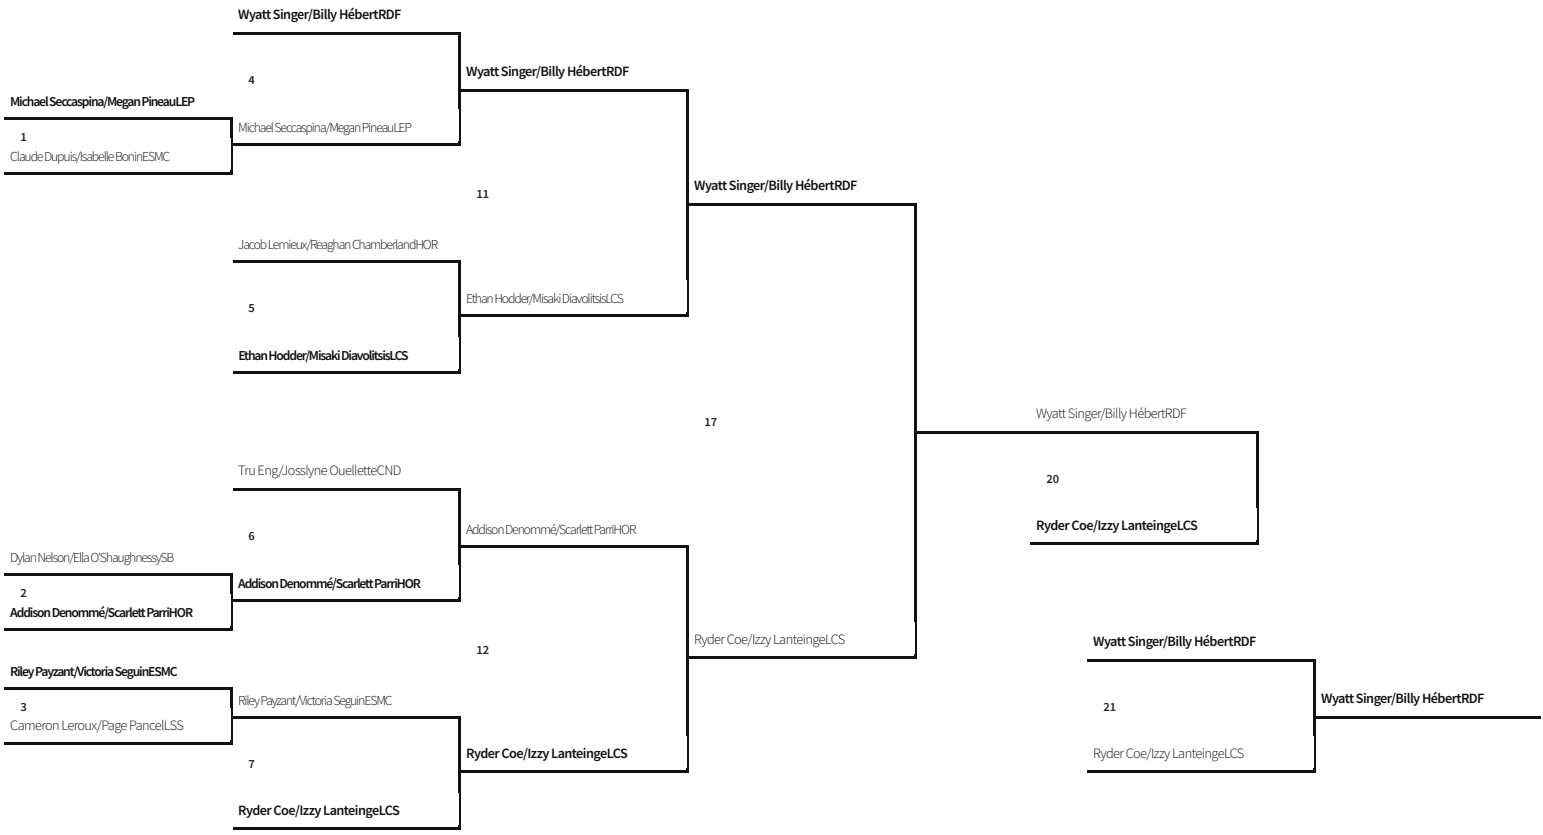 Wyatt Singer/Billy HébertRDF
4
Michael Seccaspina/Megan PineauLEP
Michael Seccaspina/Megan PineauLEP
1
Claude Dupuis/Isabelle BoninESMC
Wyatt Singer/Billy HébertRDF
11
Jacob Lemieux/Reaghan ChamberlandHOR
5
Ethan Hodder/Misaki DiavolitsisLCS
Ethan Hodder/Misaki DiavolitsisLCS
Wyatt Singer/Billy HébertRDF
17
Tru Eng/Josslyne OuelletteCND
6
Addison Denommé/Scarlett ParriHOR
Dylan Nelson/Ella O'ShaughnessySB
2
Addison Denommé/Scarlett ParriHOR
Addison Denommé/Scarlett ParriHOR
12
Riley Payzant/Victoria SeguinESMC
3
Cameron Leroux/Page PancelLSS
Riley Payzant/Victoria SeguinESMC
7
Ryder Coe/Izzy LanteingeLCS
Ryder Coe/Izzy LanteingeLCS
Ryder Coe/Izzy LanteingeLCS
Wyatt Singer/Billy HébertRDF
20
Ryder Coe/Izzy LanteingeLCS
Wyatt Singer/Billy HébertRDF
21
Ryder Coe/Izzy LanteingeLCS
Wyatt Singer/Billy HébertRDF